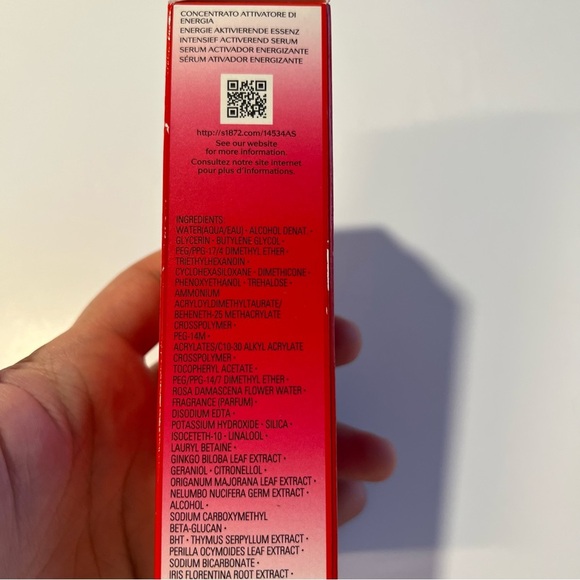 CONCENTRATO ATTIVATORE DI
ENERGIA
ENERGIE AKTIVIERENDE ESSENZ
INTENSIEF ACTIVEREND SERUM
SERUM ACTIVADOR ENERGIZANTE
SÉRUM ATIVADOR ENERGIZANTE
http://s1872.com/14534AS
See our website
for more information.
Consultez notre site internet
pour plus d'informations.
INGREDIENTS:
WATER(AQUA/EAU)・ALCOHOL DENAT.・
GLYCERIN・BUTYLENE GLYCOL・
PEG/PPG-17/4 DIMETHYL ETHER・
TRIETHYLHEXANOIN・
CYCLOHEXASILOXANE・DIMETHICONE・
PHENOXYETHANOL・TREHALOSE・
AMMONIUM
ACRYLOYLDIMETHYLTAURATE/
BEHENETH-25 METHACRYLATE
CROSSPOLYMER・
PEG-14M・
ACRYLATES/C10-30 ALKYL ACRYLATE
CROSSPOLYMER・
TOCOPHERYL ACETATE・
PEG/PPG-14/7 DIMETHYL ETHER・
ROSA DAMASCENA FLOWER WATER・
FRAGRANCE (PARFUM)・
DISODIUM EDTA・
POTASSIUM HYDROXIDE・SILICA・
ISOCETETH-10・LINALOOL・
LAURYL BETAINE・
GINKGO BILOBA LEAF EXTRACT・
GERANIOL・CITRONELLOL・
ORIGANUM MAJORANA LEAF EXTRACT・
NELUMBO NUCIFERA GERM EXTRACT・
ALCOHOL・
SODIUM CARBOXYMETHYL
BETA-GLUCAN・
BHT・THYMUS SERPYLLUM EXTRACT・
PERILLA OCYMOIDES LEAF EXTRACT・
SODIUM BICARBONATE・
IRIS FLORENTINA ROOT EXTRACT・